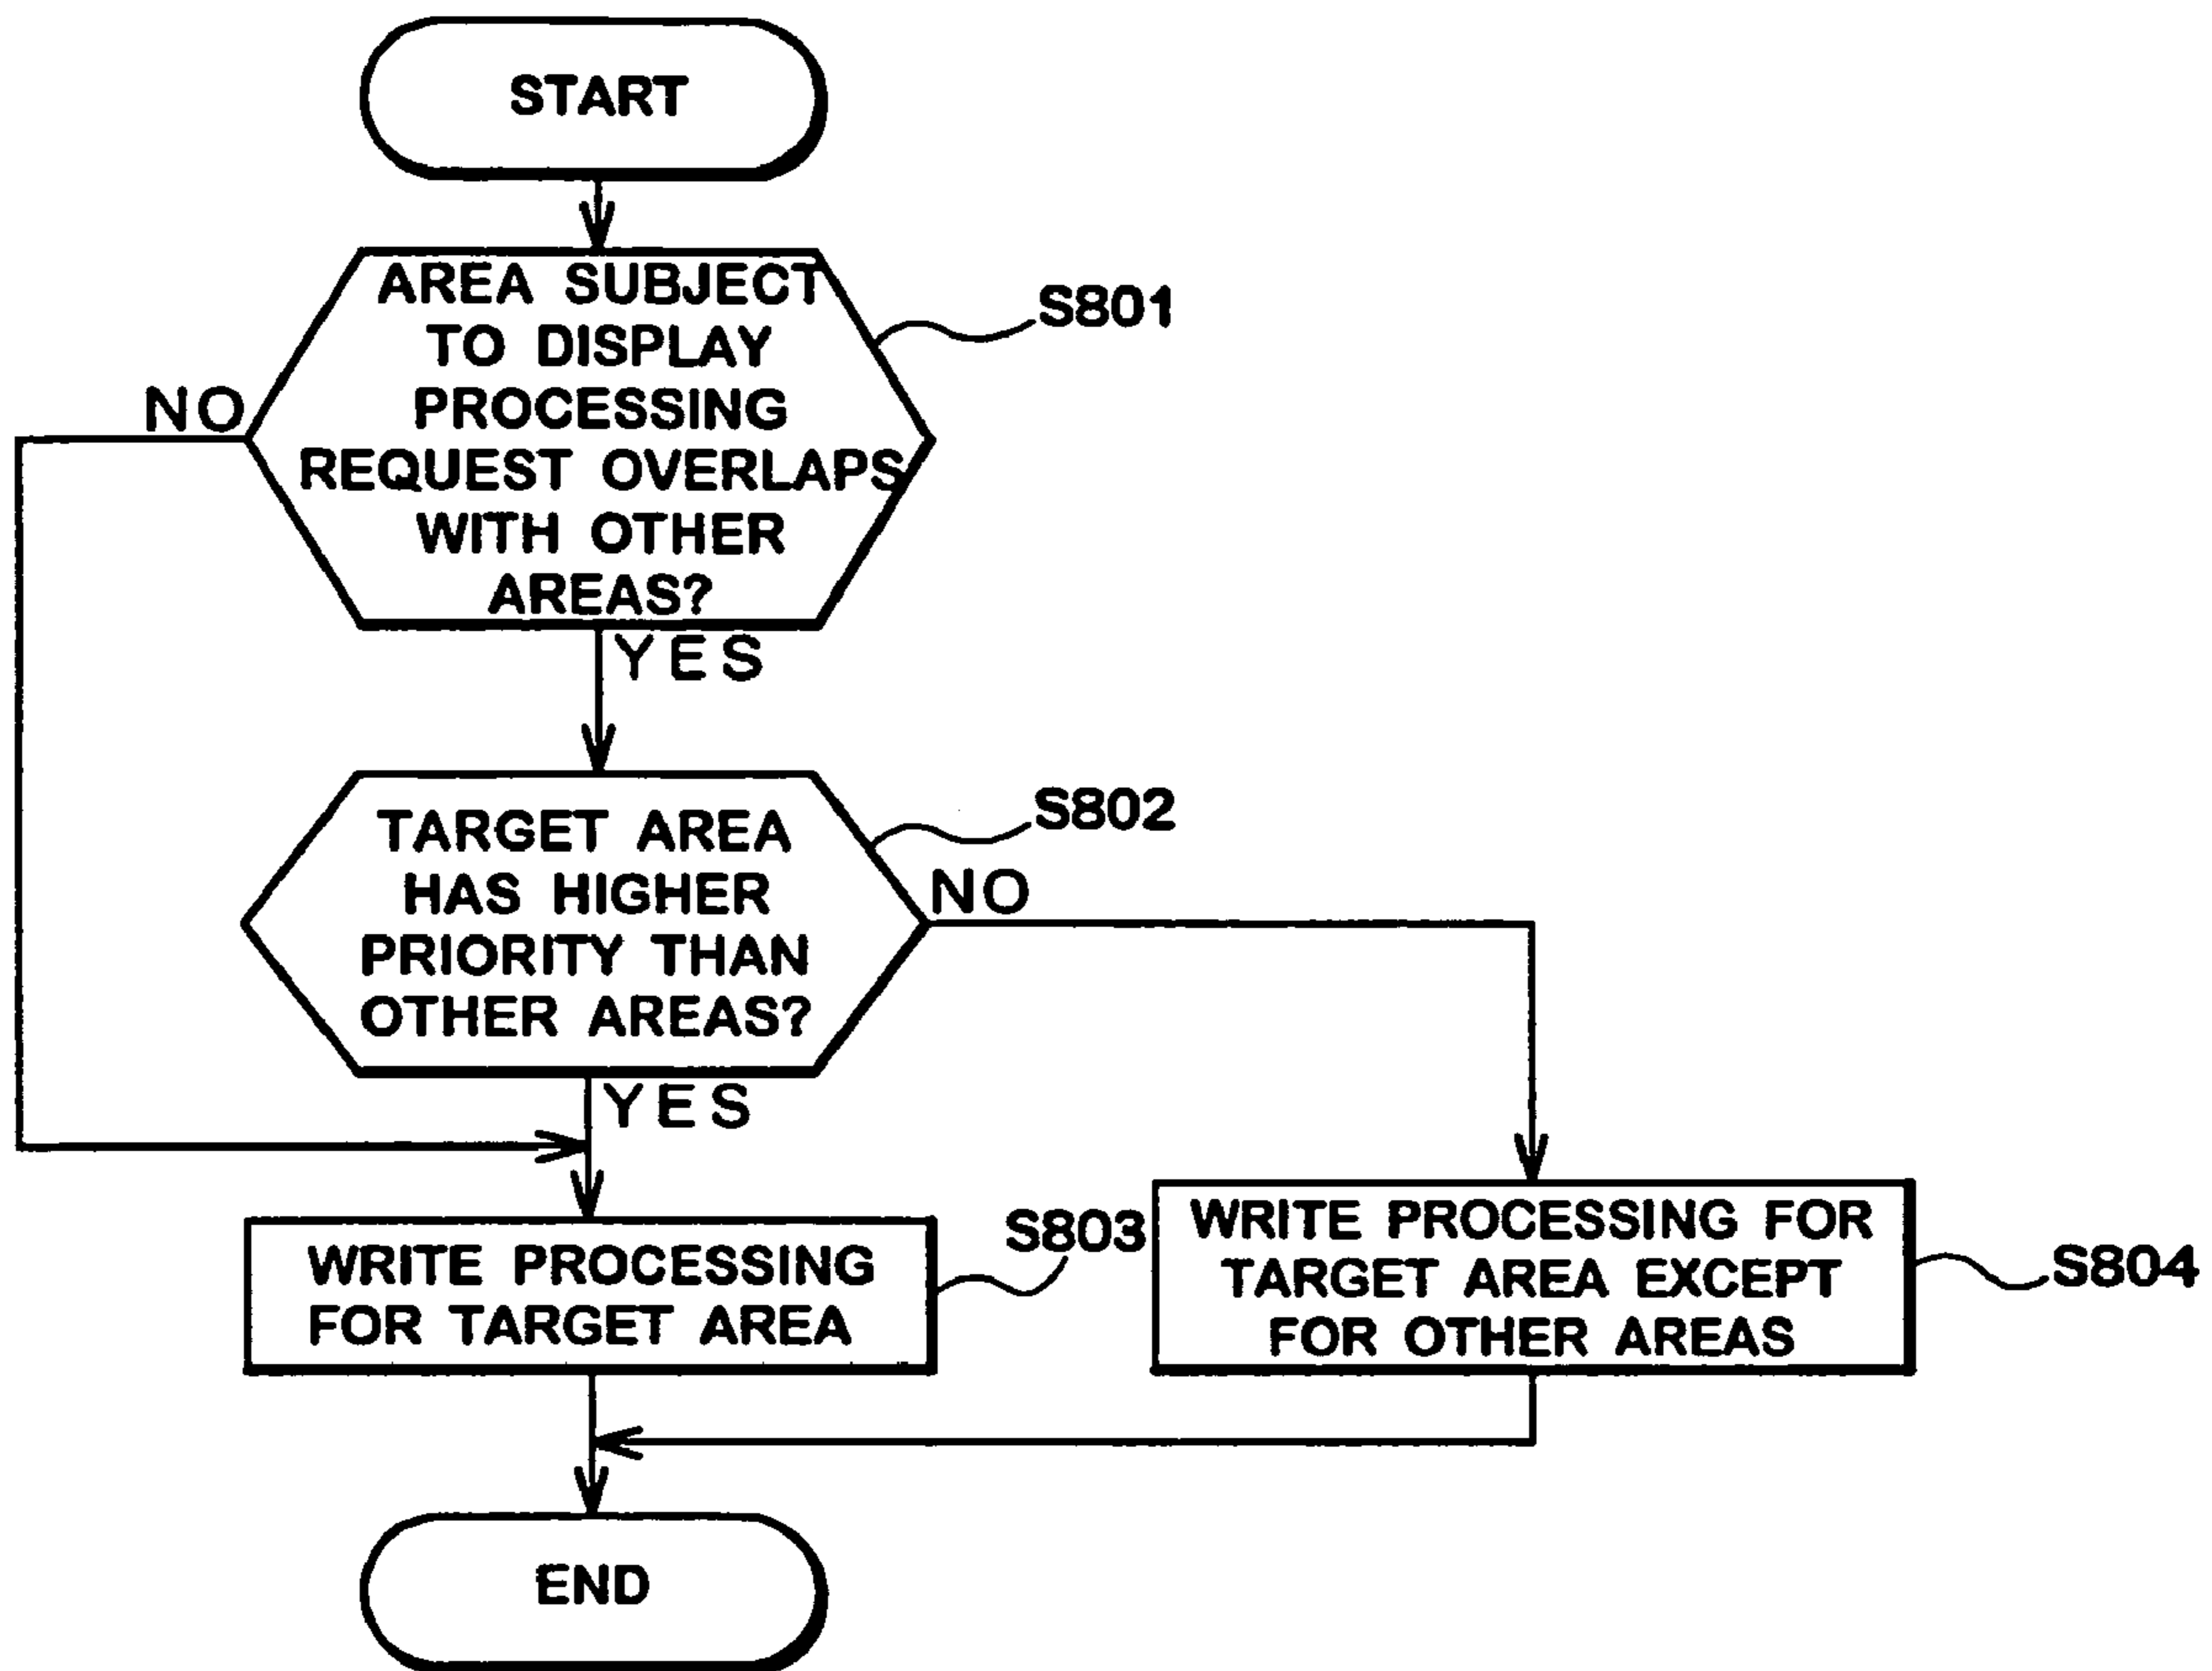 START
AREA SUBJECT
TO DISPLAY
PROCESSING
REQUEST OVERLAPS
WITH OTHER
AREAS?
S801
NO
YES
TARGET AREA
HAS HIGHER
PRIORITY THAN
OTHER AREAS?
S802
NO
YES
WRITE PROCESSING
FOR TARGET AREA
S803
WRITE PROCESSING FOR
TARGET AREA EXCEPT
FOR OTHER AREAS
S804
END